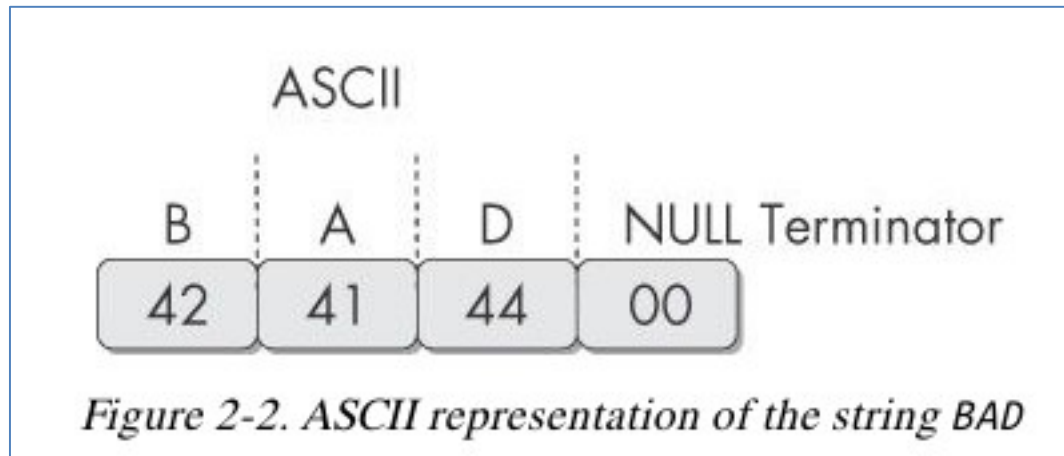 ASCII
B A D NULL Terminator
42 41 44 00
Figure 2-2. ASCII representation of the string BAD